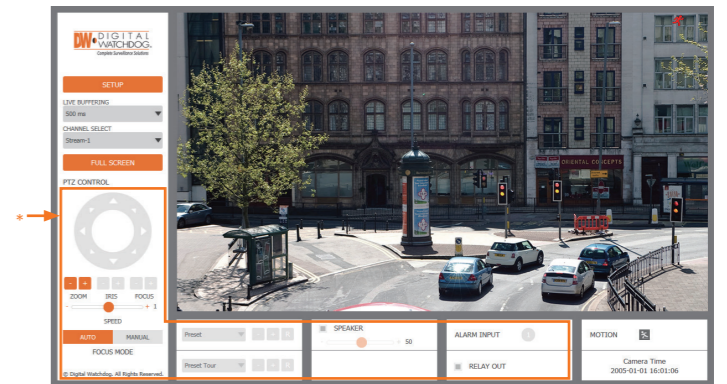 DW DIGITAL
WATCHDOG®
Complete Surveillance Solutions
SETUP
LIVE BUFFERING
500 ms
CHANNEL SELECT
Stream-1
FULL SCREEN
PTZ CONTROL
*
- + - + - +
ZOOM IRIS FOCUS
- + 1
SPEED
AUTO MANUAL
FOCUS MODE
© Digital Watchdog. All Rights Reserved.
ORIENTAL CONCEPTS
Preset
SPEAKER
- + 50
ALARM INPUT 1
MOTION
Preset Tour
RELAY OUT
Camera Time
2005-01-01 16:01:06